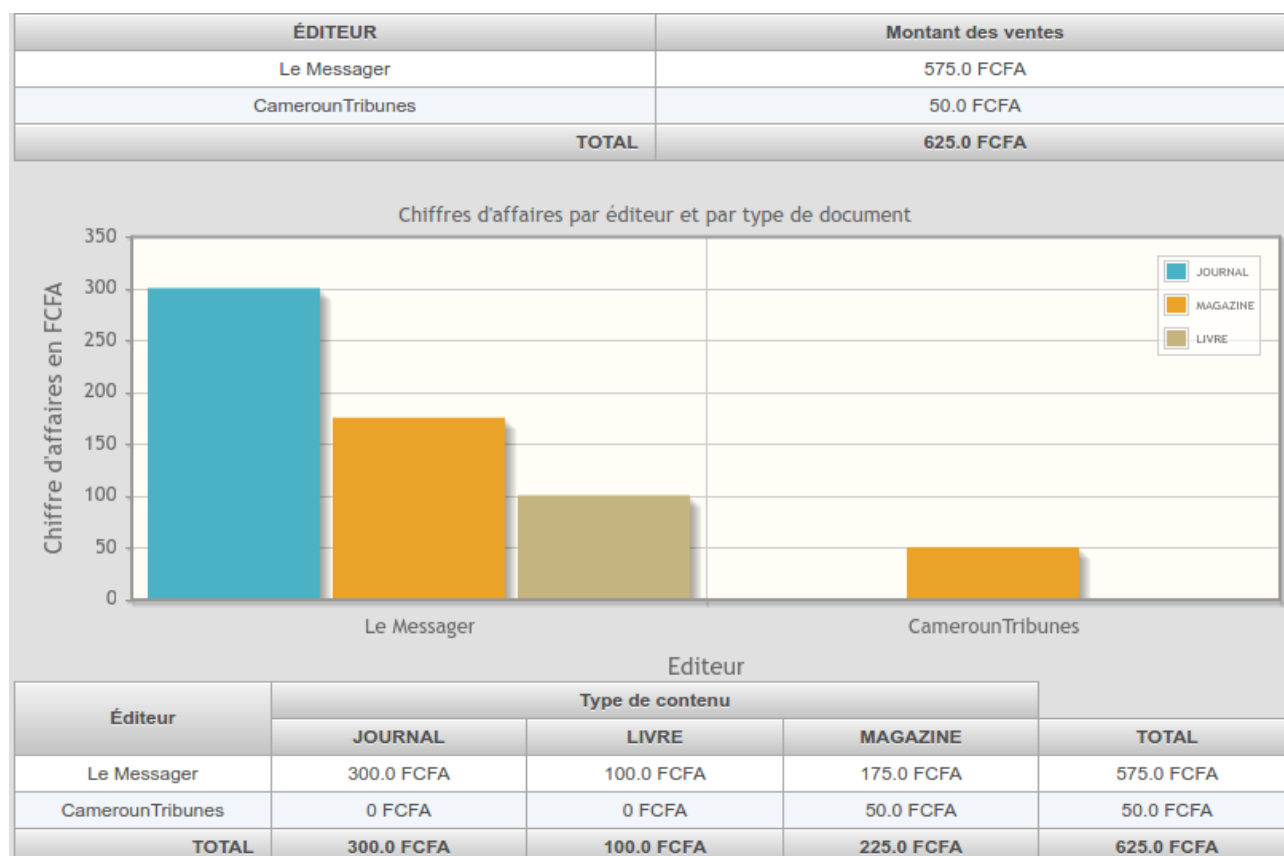 ÉDITEUR Montant des ventes
Le Messager 575.0 FCFA
CamerounTribunes 50.0 FCFA
TOTAL 625.0 FCFA
Chiffres d'affaires par éditeur et par type de document
Chiffre d'affaires en FCFA
350
300
250
200
150
100
50
0
JOURNAL
MAGAZINE
LIVRE
Le Messager CamerounTribunes
Editeur
Éditeur Type de contenu
JOURNAL LIVRE MAGAZINE TOTAL
Le Messager 300.0 FCFA 100.0 FCFA 175.0 FCFA 575.0 FCFA
CamerounTribunes 0 FCFA 0 FCFA 50.0 FCFA 50.0 FCFA
TOTAL 300.0 FCFA 100.0 FCFA 225.0 FCFA 625.0 FCFA